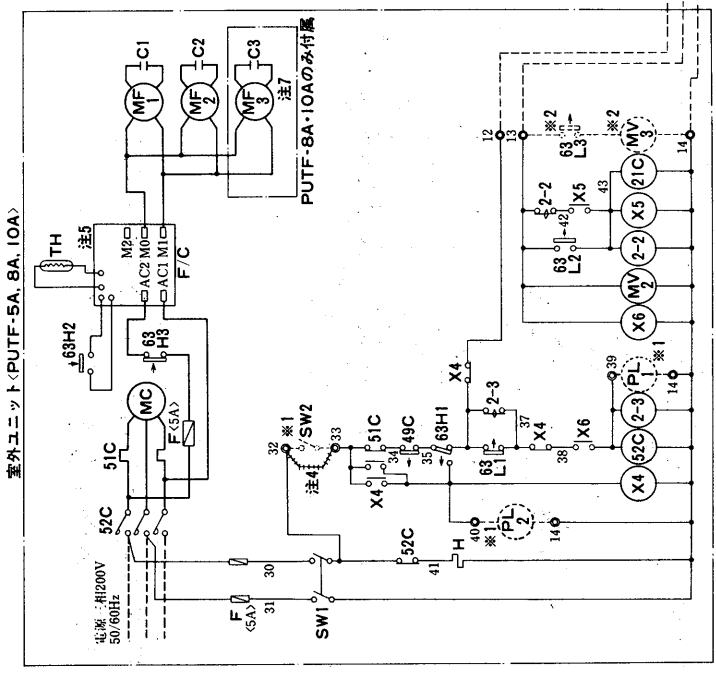 室外ユニット〈PUTF-5A, 8A, 10A〉
C1
C2
C3
MF
1
MF
2
MF
3
注7
PUTF-8A・10Aのみ付属
TH
注5
M2
AC2 M0
AC1 M1
F/C
63H2
63
H3
MC
F〈5A〉
51C
52C
電源 三相200V
50/60Hz
30
31
F
〈5A〉
SW1
32
※1
SW2
33
注4
51C
34
49C
35
63H1
X4
X4
2-3
37
63
L1
X4
38
X6
39
※1
PL
1
14
2-3
52C
X4
40
※1
PL
2
14
52C
41
H
12
13
※2
63
L3
※2
MV
3
14
21C
43
2-2
X5
42
X5
63
L2
2-2
MV
2
X6